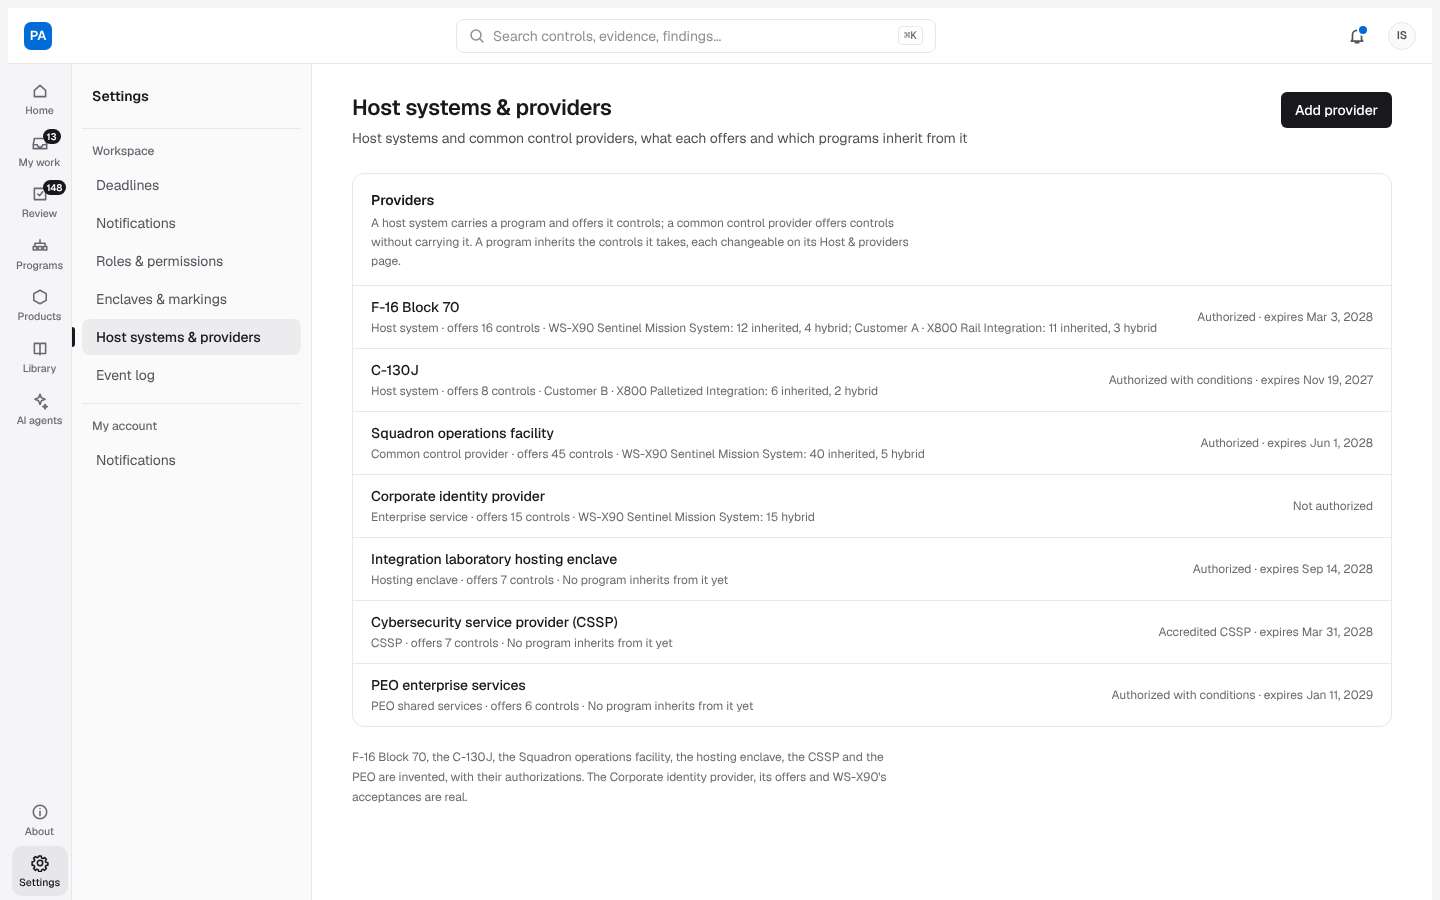 PA
Search controls, evidence, findings...
⌘K
IS
Home
13
My work
148
Review
Programs
Products
Library
AI agents
About
Settings
Settings
Workspace
Deadlines
Notifications
Roles & permissions
Enclaves & markings
Host systems & providers
Event log
My account
Notifications
Host systems & providers
Host systems and common control providers, what each offers and which programs inherit from it
Add provider
Providers
A host system carries a program and offers it controls; a common control provider offers controls
without carrying it. A program inherits the controls it takes, each changeable on its Host & providers
page.
F-16 Block 70
Host system · offers 16 controls · WS-X90 Sentinel Mission System: 12 inherited, 4 hybrid; Customer A · X800 Rail Integration: 11 inherited, 3 hybrid
Authorized · expires Mar 3, 2028
C-130J
Host system · offers 8 controls · Customer B · X800 Palletized Integration: 6 inherited, 2 hybrid
Authorized with conditions · expires Nov 19, 2027
Squadron operations facility
Common control provider · offers 45 controls · WS-X90 Sentinel Mission System: 40 inherited, 5 hybrid
Authorized · expires Jun 1, 2028
Corporate identity provider
Enterprise service · offers 15 controls · WS-X90 Sentinel Mission System: 15 hybrid
Not authorized
Integration laboratory hosting enclave
Hosting enclave · offers 7 controls · No program inherits from it yet
Authorized · expires Sep 14, 2028
Cybersecurity service provider (CSSP)
CSSP · offers 7 controls · No program inherits from it yet
Accredited CSSP · expires Mar 31, 2028
PEO enterprise services
PEO shared services · offers 6 controls · No program inherits from it yet
Authorized with conditions · expires Jan 11, 2029
F-16 Block 70, the C-130J, the Squadron operations facility, the hosting enclave, the CSSP and the
PEO are invented, with their authorizations. The Corporate identity provider, its offers and WS-X90's
acceptances are real.